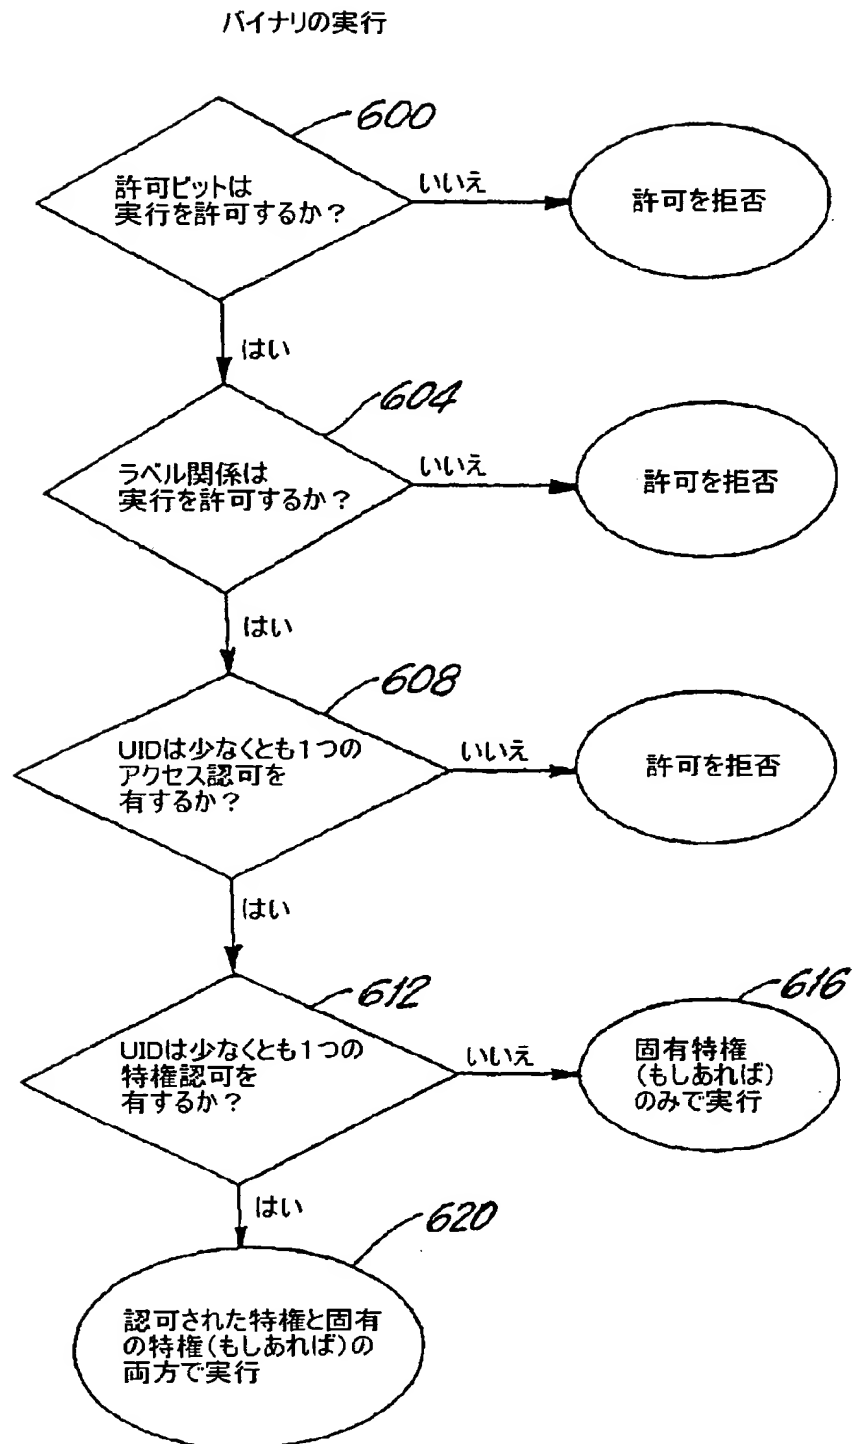 バイナリの実行
600
許可ビットは
実行を許可するか？
いいえ
許可を拒否
はい
604
ラベル関係は
実行を許可するか？
いいえ
許可を拒否
はい
608
UIDは少なくとも1つの
アクセス認可を
有するか？
いいえ
許可を拒否
はい
612
UIDは少なくとも1つの
特権認可を
有するか？
いいえ
616
固有特権
(もしあれば)
のみで実行
はい
620
認可された特権と固有
の特権(もしあれば)の
両方で実行